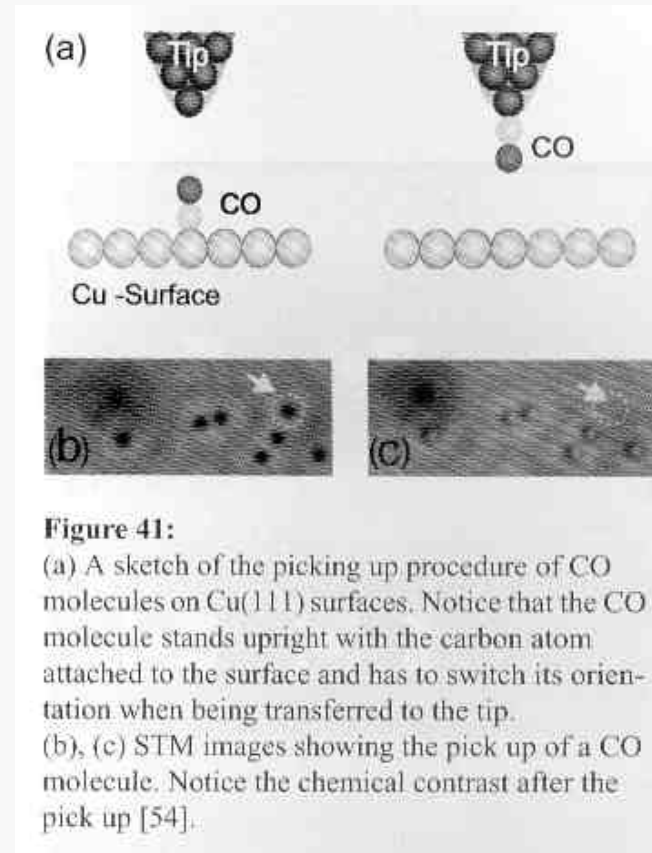 (a)
Tip
Tip
CO
CO
Cu -Surface
(b)
(c)
Figure 41:
(a) A sketch of the picking up procedure of CO
molecules on Cu(111) surfaces. Notice that the CO
molecule stands upright with the carbon atom
attached to the surface and has to switch its orien-
tation when being transferred to the tip.
(b), (c) STM images showing the pick up of a CO
molecule. Notice the chemical contrast after the
pick up [54].